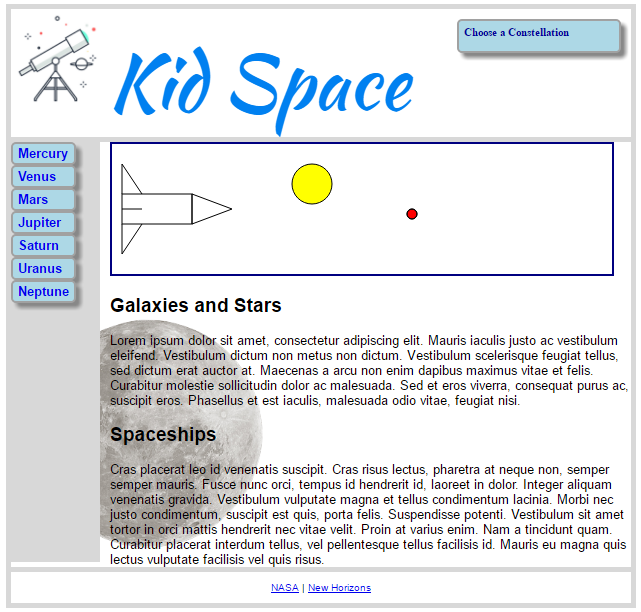 Kid Space
Choose a Constellation
Mercury
Venus
Mars
Jupiter
Saturn
Uranus
Neptune
Galaxies and Stars
Lorem ipsum dolor sit amet, consectetur adipiscing elit. Mauris iaculis justo ac vestibulum
eleifend. Vestibulum dictum non metus non dictum. Vestibulum scelerisque feugiat tellus,
sed dictum erat auctor at. Maecenas a arcu non enim dapibus maximus vitae et felis.
Curabitur molestie sollicitudin dolor ac malesuada. Sed et eros viverra, consequat purus ac,
suscipit eros. Phasellus et est iaculis, malesuada odio vitae, feugiat nisi.
Spaceships
Cras placerat leo id venenatis suscipit. Cras risus lectus, pharetra at neque non, semper
semper mauris. Fusce nunc orci, tempus id hendrerit id, laoreet in dolor. Integer aliquam
venenatis gravida. Vestibulum vulputate magna et tellus condimentum lacinia. Morbi nec
justo condimentum, suscipit est quis, porta felis. Suspendisse potenti. Vestibulum sit amet
tortor in orci mattis hendrerit nec vitae velit. Proin at varius enim. Nam a tincidunt quam.
Curabitur placerat interdum tellus, vel pellentesque tellus facilisis id. Mauris eu magna quis
lectus vulputate facilisis vel quis risus.
NASA | New Horizons